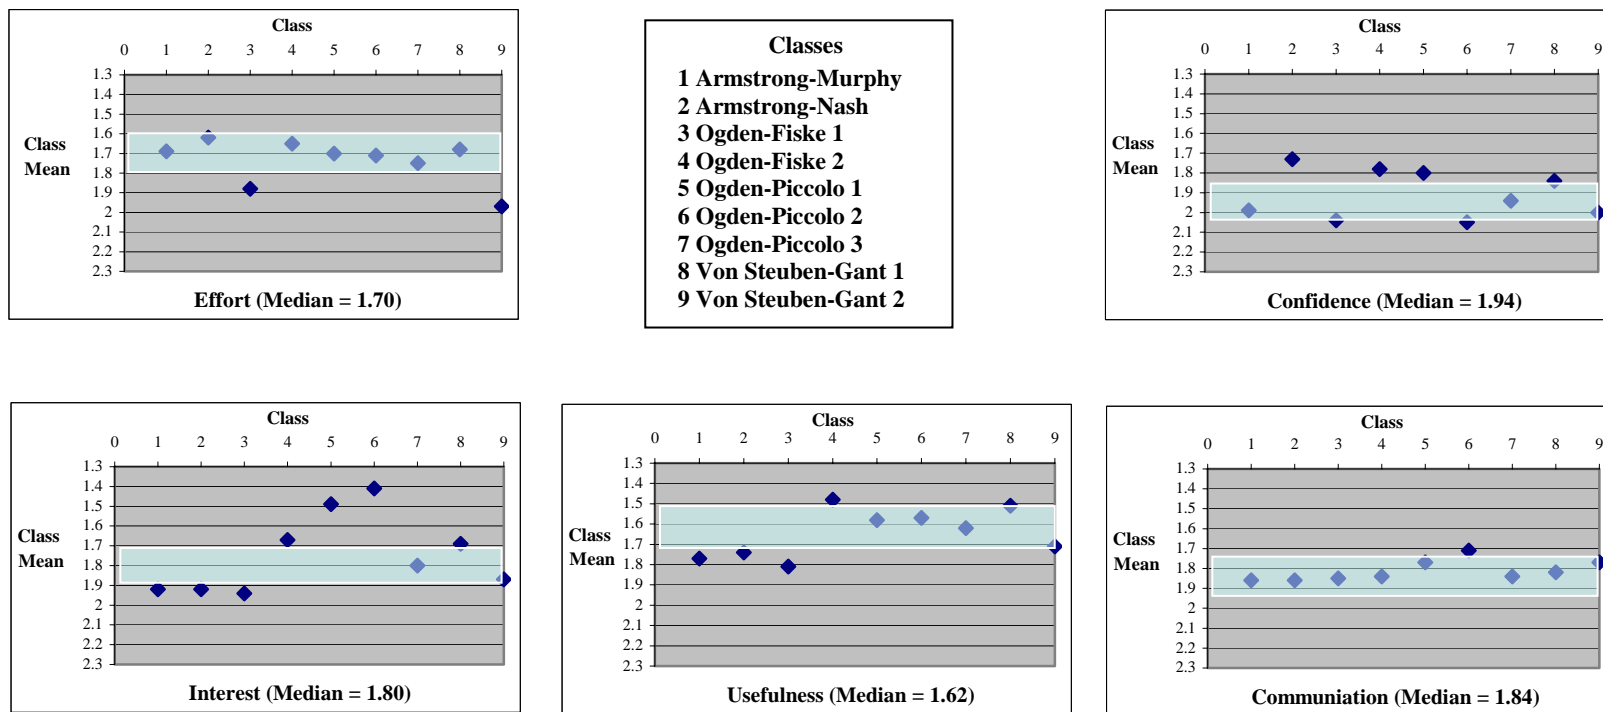 Class
0 1 2 3 4 5 6 7 8 9
1.3
1.4
1.5
1.6
1.7
1.8
1.9
2
2.1
2.2
2.3
Class
Mean
Effort (Median = 1.70)
Classes
1 Armstrong-Murphy
2 Armstrong-Nash
3 Ogden-Fiske 1
4 Ogden-Fiske 2
5 Ogden-Piccolo 1
6 Ogden-Piccolo 2
7 Ogden-Piccolo 3
8 Von Steuben-Gant 1
9 Von Steuben-Gant 2
Class
0 1 2 3 4 5 6 7 8 9
1.3
1.4
1.5
1.6
1.7
1.8
1.9
2
2.1
2.2
2.3
Class
Mean
Confidence (Median = 1.94)
Class
0 1 2 3 4 5 6 7 8 9
1.3
1.4
1.5
1.6
1.7
1.8
1.9
2
2.1
2.2
2.3
Class
Mean
Interest (Median = 1.80)
Class
0 1 2 3 4 5 6 7 8 9
1.3
1.4
1.5
1.6
1.7
1.8
1.9
2
2.1
2.2
2.3
Class
Mean
Usefulness (Median = 1.62)
Class
0 1 2 3 4 5 6 7 8 9
1.3
1.4
1.5
1.6
1.7
1.8
1.9
2
2.1
2.2
2.3
Class
Mean
Communiation (Median = 1.84)